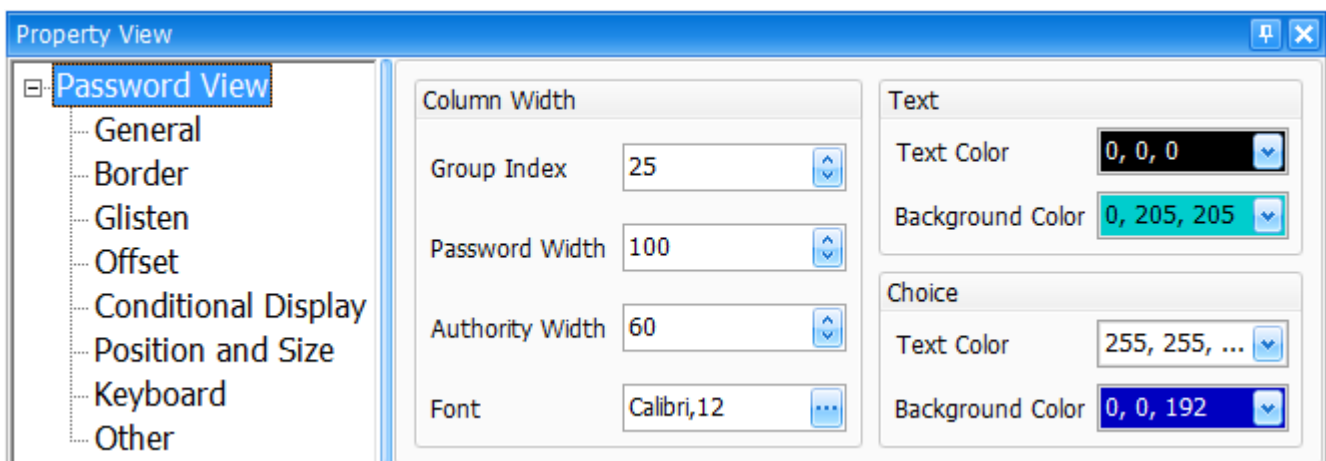 Property View
Password View
General
Border
Glisten
Offset
Conditional Display
Position and Size
Keyboard
Other
Column Width
Group Index 25
Password Width 100
Authority Width 60
Font Calibri,12
Text
Text Color 0, 0, 0
Background Color 0, 205, 205
Choice
Text Color 255, 255, ...
Background Color 0, 0, 192